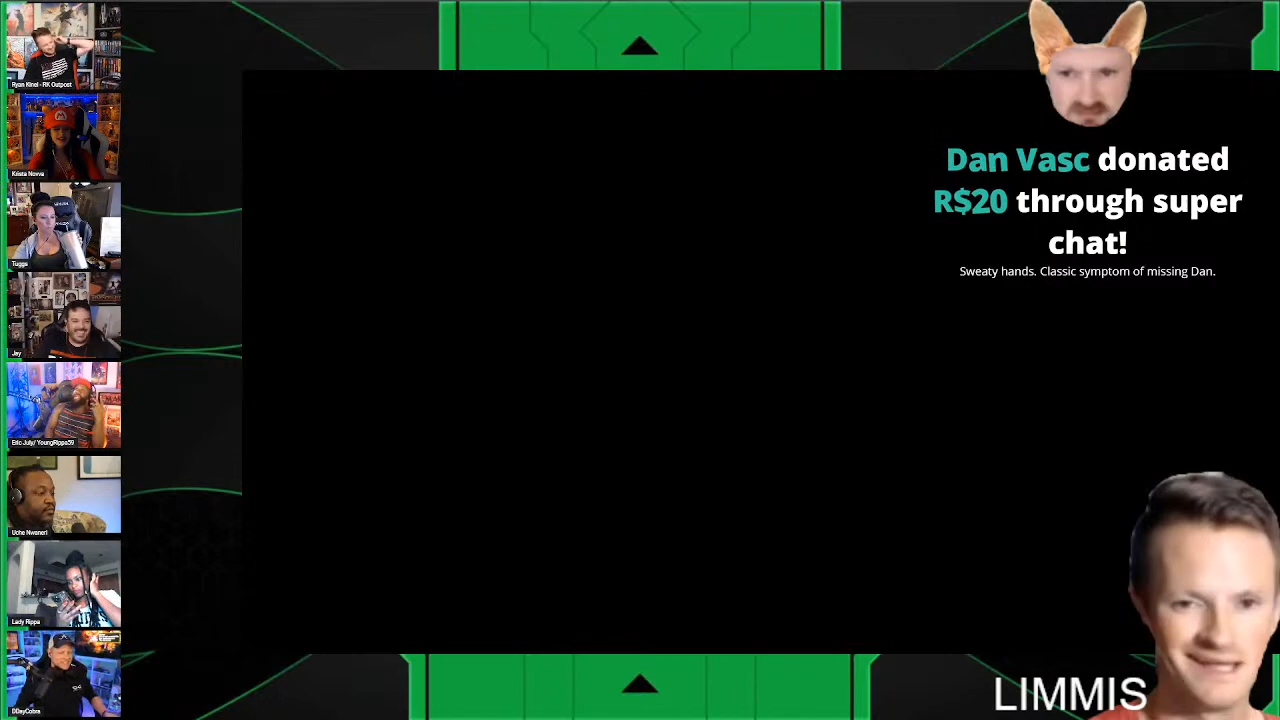 Ryan Kinel - RK Outpost
Krista Novva
Tuggs
Jay
Eric July/ YoungRippa59
Uche Nwaneri
Lady Rippa
DDayCobra
Dan Vasc donated
R$20 through super
chat!
Sweaty hands. Classic symptom of missing Dan.
LIMMIS